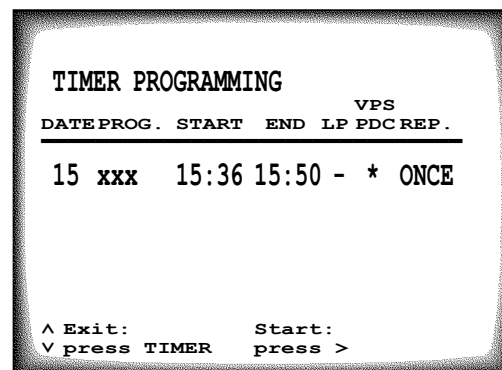 TIMER PROGRAMMING
VPS
DATE PROG. START END LP PDC REP.
15 xxx 15:36 15:50 - * ONCE
^ Exit: Start:
v press TIMER press >